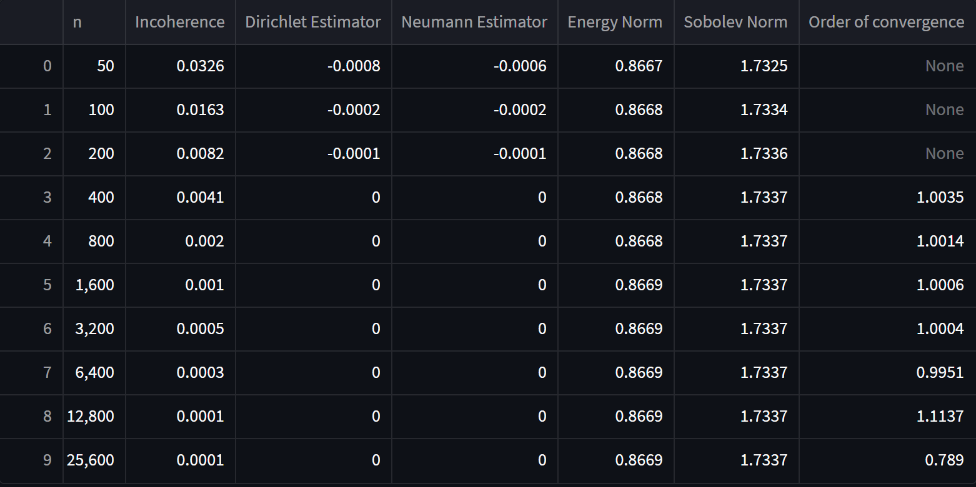 n Incoherence Dirichlet Estimator Neumann Estimator Energy Norm Sobolev Norm Order of convergence
0 50 0.0326 -0.0008 -0.0006 0.8667 1.7325 None
1 100 0.0163 -0.0002 -0.0002 0.8668 1.7334 None
2 200 0.0082 -0.0001 -0.0001 0.8668 1.7336 None
3 400 0.0041 0 0 0.8668 1.7337 1.0035
4 800 0.002 0 0 0.8668 1.7337 1.0014
5 1,600 0.001 0 0 0.8669 1.7337 1.0006
6 3,200 0.0005 0 0 0.8669 1.7337 1.0004
7 6,400 0.0003 0 0 0.8669 1.7337 0.9951
8 12,800 0.0001 0 0 0.8669 1.7337 1.1137
9 25,600 0.0001 0 0 0.8669 1.7337 0.789